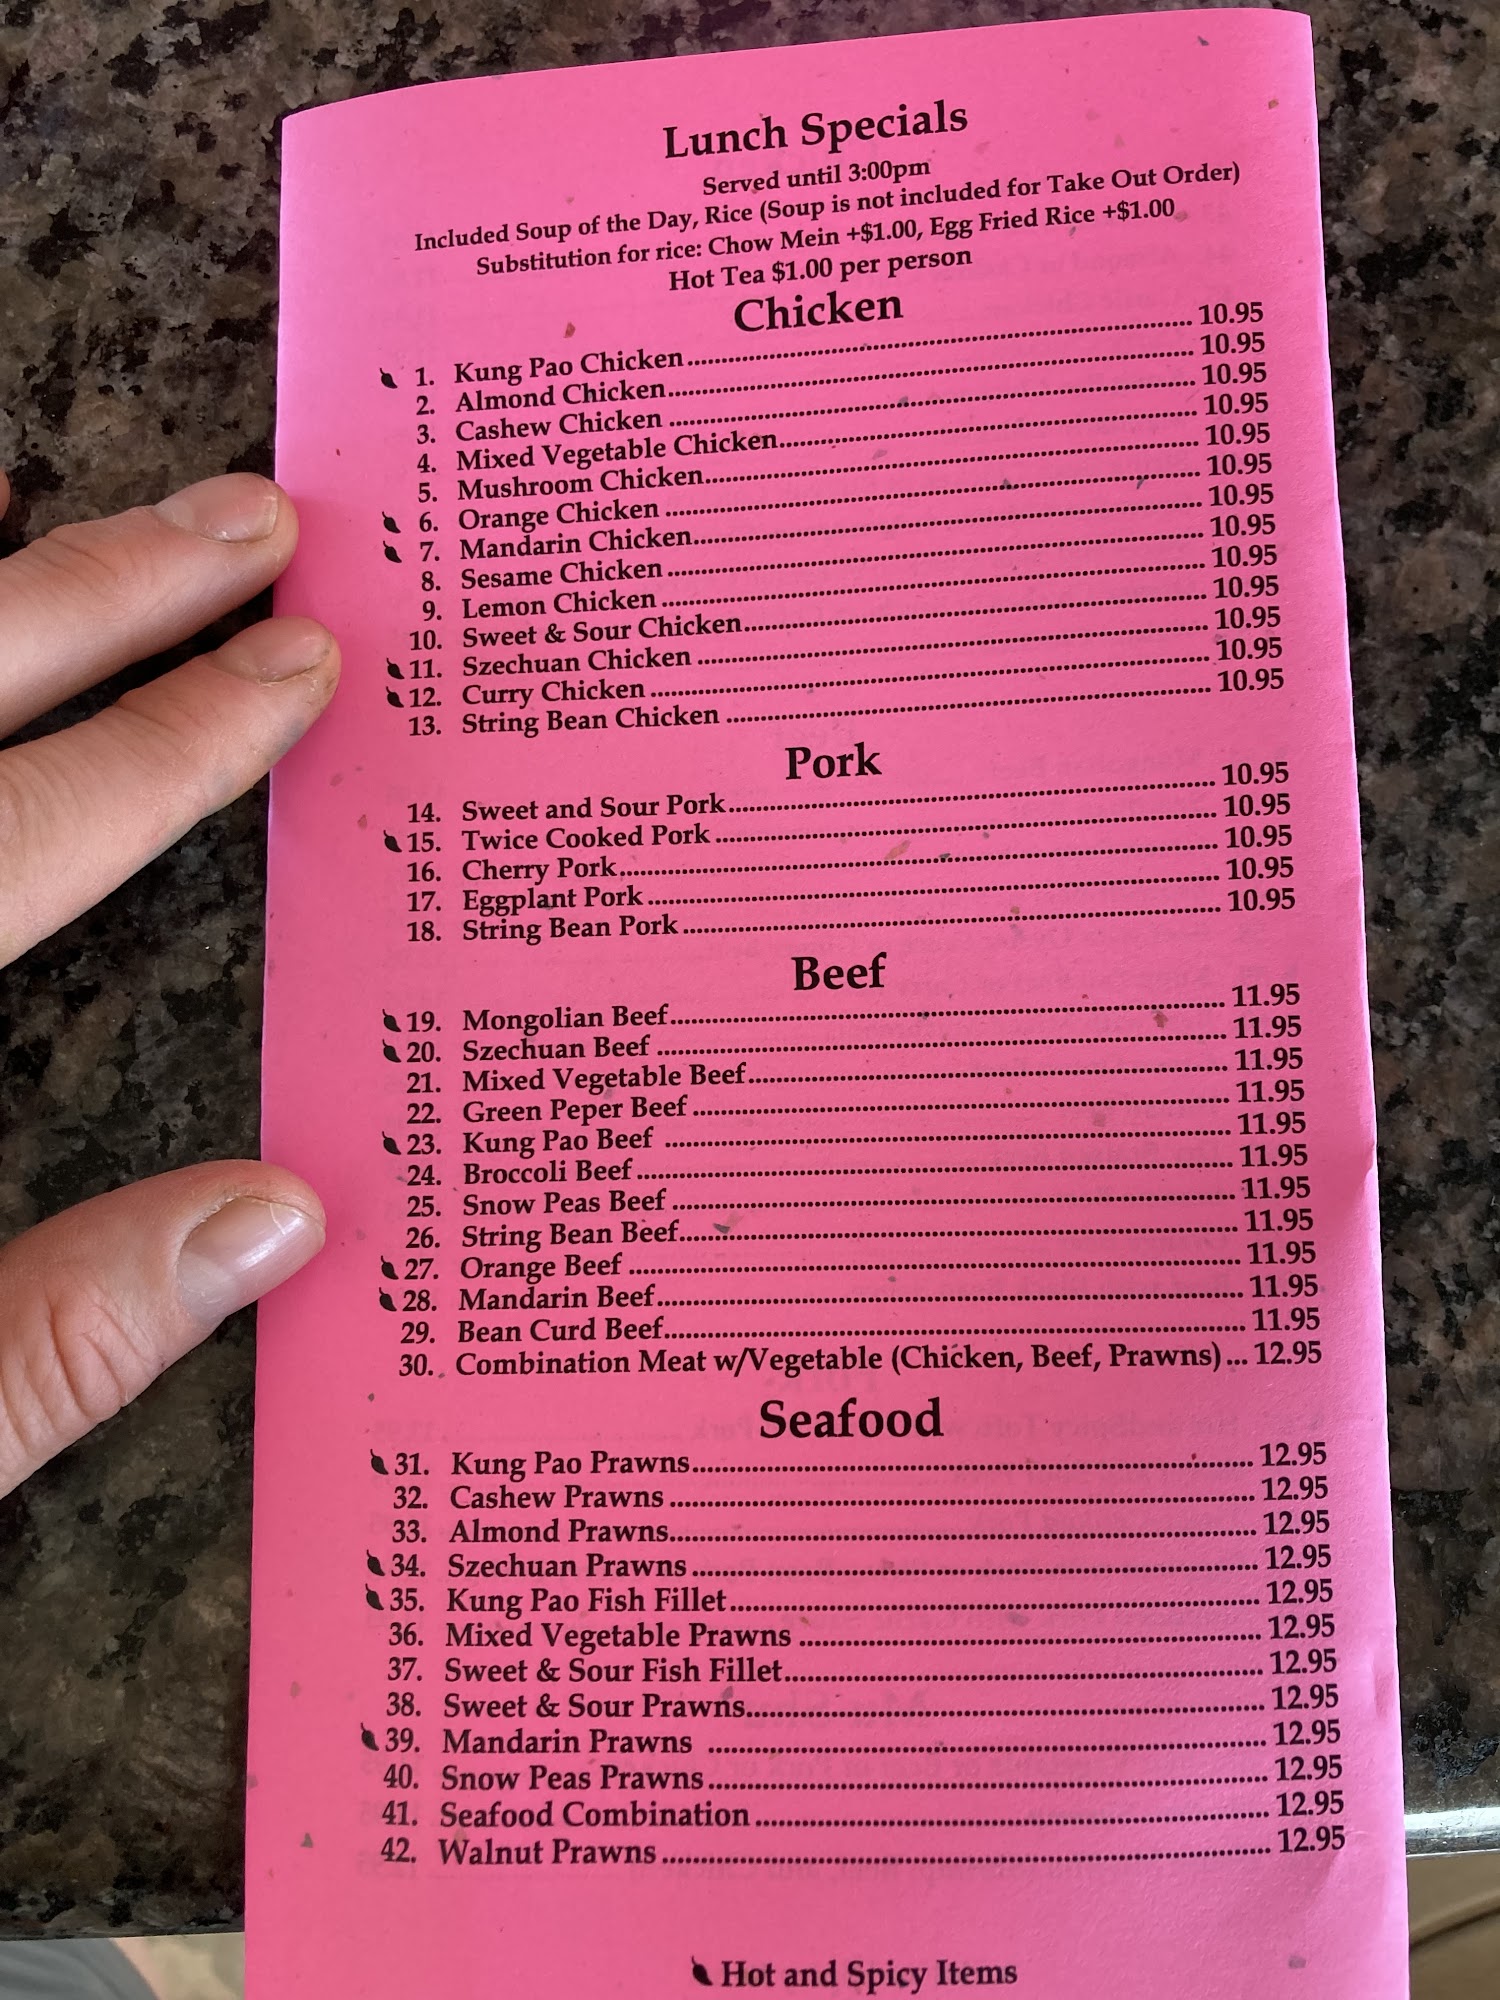 Lunch Specials
Served until 3:00pm
Included Soup of the Day, Rice (Soup is not included for Take Out Order)
Substitution for rice: Chow Mein +$1.00, Egg Fried Rice +$1.00
Hot Tea $1.00 per person
Chicken
1. Kung Pao Chicken 10.95
2. Almond Chicken 10.95
3. Cashew Chicken 10.95
4. Mixed Vegetable Chicken 10.95
5. Mushroom Chicken 10.95
6. Orange Chicken 10.95
7. Mandarin Chicken 10.95
8. Sesame Chicken 10.95
9. Lemon Chicken 10.95
10. Sweet & Sour Chicken 10.95
11. Szechuan Chicken 10.95
12. Curry Chicken 10.95
13. String Bean Chicken 10.95
Pork
14. Sweet and Sour Pork 10.95
15. Twice Cooked Pork 10.95
16. Cherry Pork 10.95
17. Eggplant Pork 10.95
18. String Bean Pork 10.95
Beef
19. Mongolian Beef 11.95
20. Szechuan Beef 11.95
21. Mixed Vegetable Beef 11.95
22. Green Peper Beef 11.95
23. Kung Pao Beef 11.95
24. Broccoli Beef 11.95
25. Snow Peas Beef 11.95
26. String Bean Beef 11.95
27. Orange Beef 11.95
28. Mandarin Beef 11.95
29. Bean Curd Beef 11.95
30. Combination Meat w/Vegetable (Chicken, Beef, Prawns) ... 12.95
Seafood
31. Kung Pao Prawns 12.95
32. Cashew Prawns 12.95
33. Almond Prawns 12.95
34. Szechuan Prawns 12.95
35. Kung Pao Fish Fillet 12.95
36. Mixed Vegetable Prawns 12.95
37. Sweet & Sour Fish Fillet 12.95
38. Sweet & Sour Prawns 12.95
39. Mandarin Prawns 12.95
40. Snow Peas Prawns 12.95
41. Seafood Combination 12.95
42. Walnut Prawns 12.95
Hot and Spicy Items